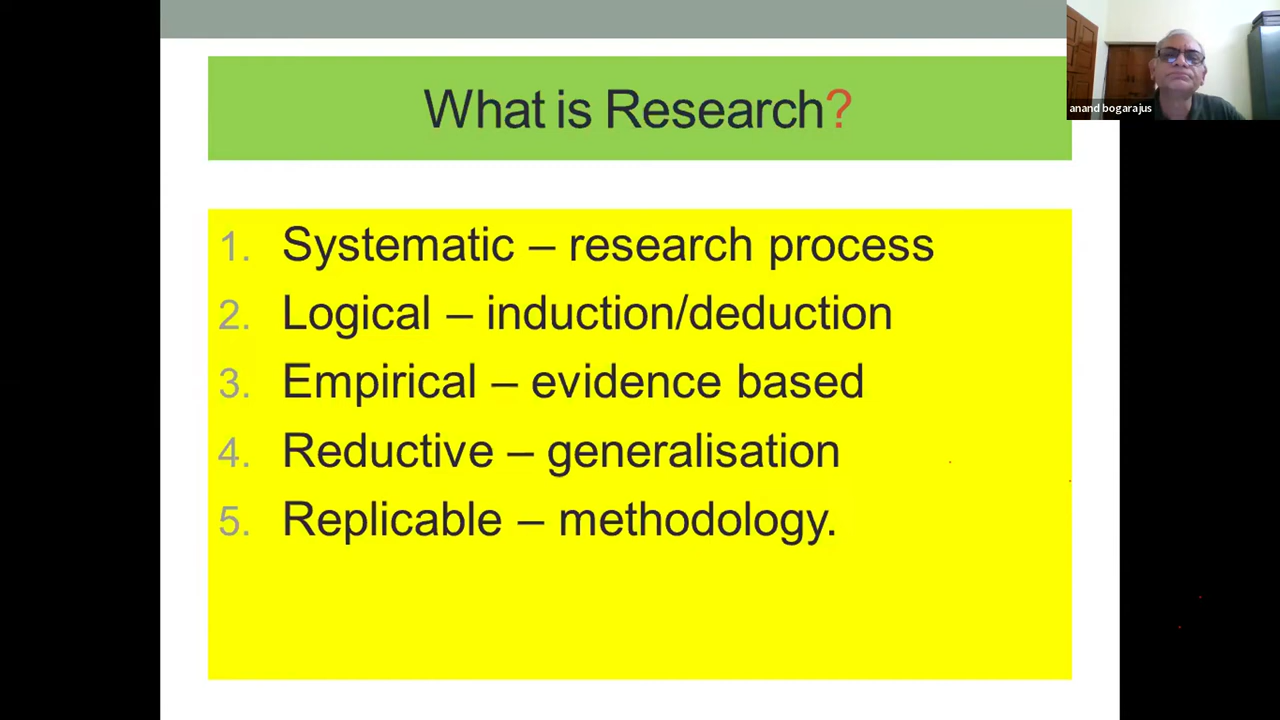 What is Research?
anand bogarajus
1. Systematic – research process
2. Logical – induction/deduction
3. Empirical – evidence based
4. Reductive – generalisation
5. Replicable – methodology.